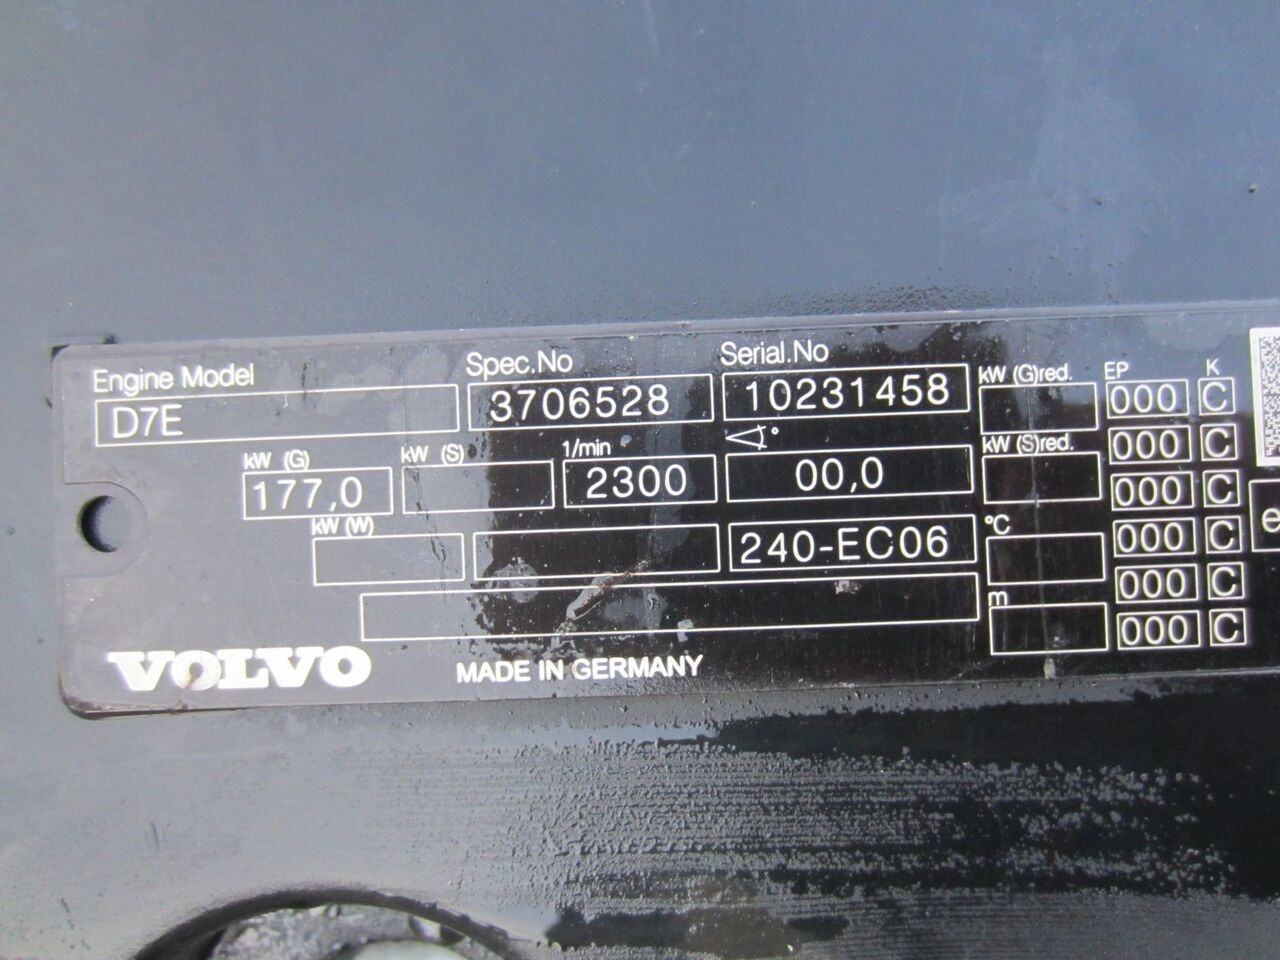 Engine Model Spec.No Serial.No
D7E 3706528 10231458
kW (G)red. EP K
000 C
kW (G) kW (S) 1/min °
177,0 2300 00,0
kW (S)red. 000 C
000 C
kW (W) 240-EC06
°C 000 C
000 C
m 000 C
e
VOLVO MADE IN GERMANY